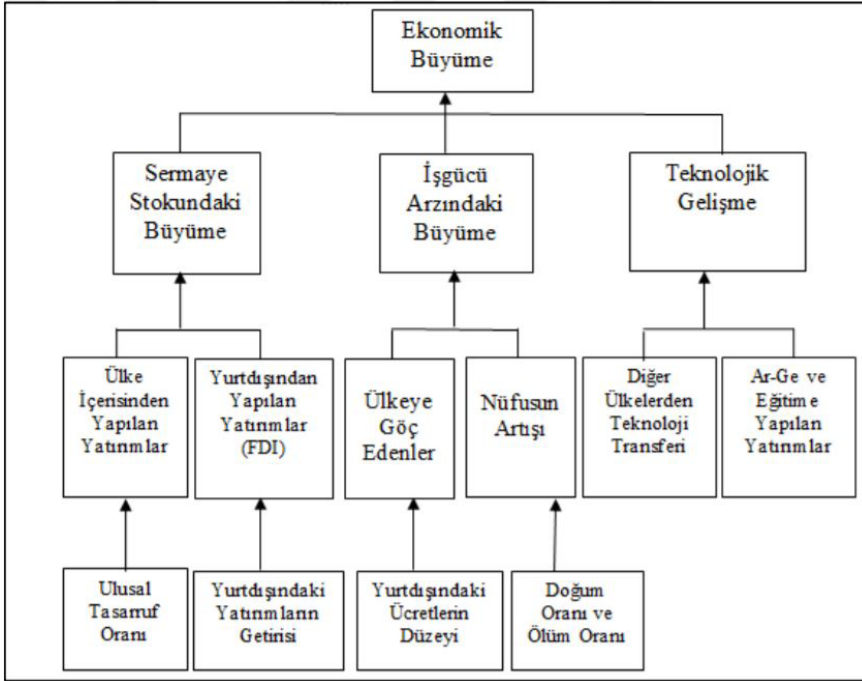 Ekonomik
Büyüme
Sermaye
Stokundaki
Büyüme
İşgücü
Arzındaki
Büyüme
Teknolojik
Gelişme
Ülke
İçerisinden
Yapılan
Yatırımlar
Yurtdışından
Yapılan
Yatırımlar
(FDI)
Ülkeye
Göç
Edenler
Nüfusun
Artışı
Diğer
Ülkelerden
Teknoloji
Transferi
Ar-Ge ve
Eğitime
Yapılan
Yatırımlar
Ulusal
Tasarruf
Oranı
Yurtdışındaki
Yatırımların
Getirisi
Yurtdışındaki
Ücretlerin
Düzeyi
Doğum
Oranı ve
Ölüm Oranı